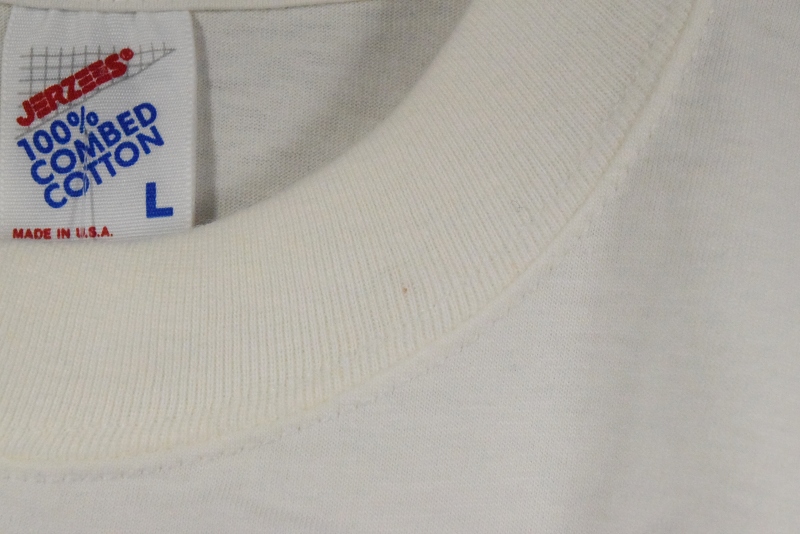 JERZEES®
100%
COMBED
COTTON
L
MADE IN U.S.A.